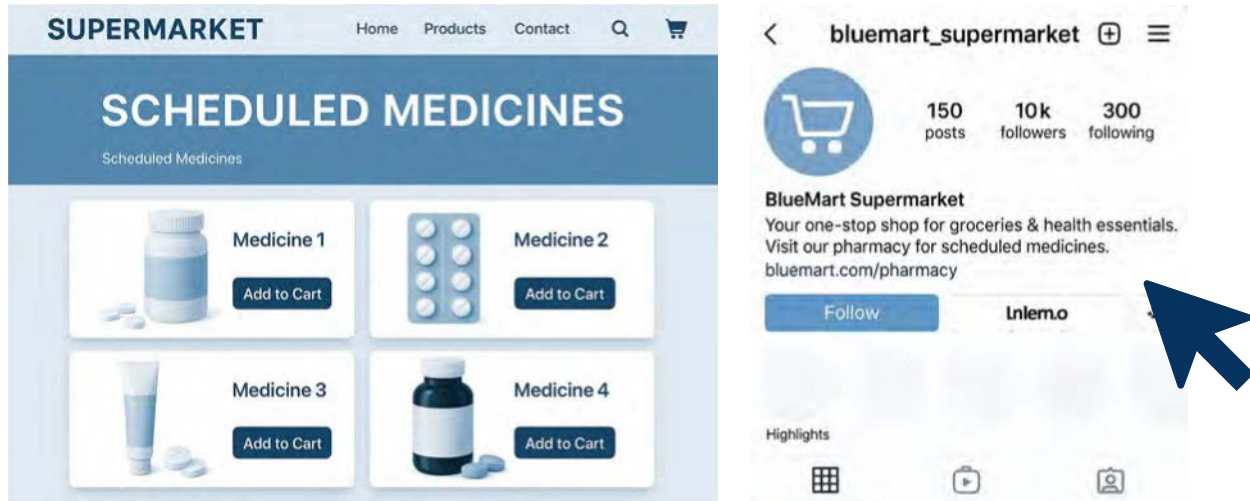 SUPERMARKET
Home Products Contact
SCHEDULED MEDICINES
Scheduled Medicines
Medicine 1
Add to Cart
Medicine 2
Add to Cart
Medicine 3
Add to Cart
Medicine 4
Add to Cart
bluemart_supermarket
150 10k 300
posts followers following
BlueMart Supermarket
Your one-stop shop for groceries & health essentials.
Visit our pharmacy for scheduled medicines.
bluemart.com/pharmacy
Follow
Highlights